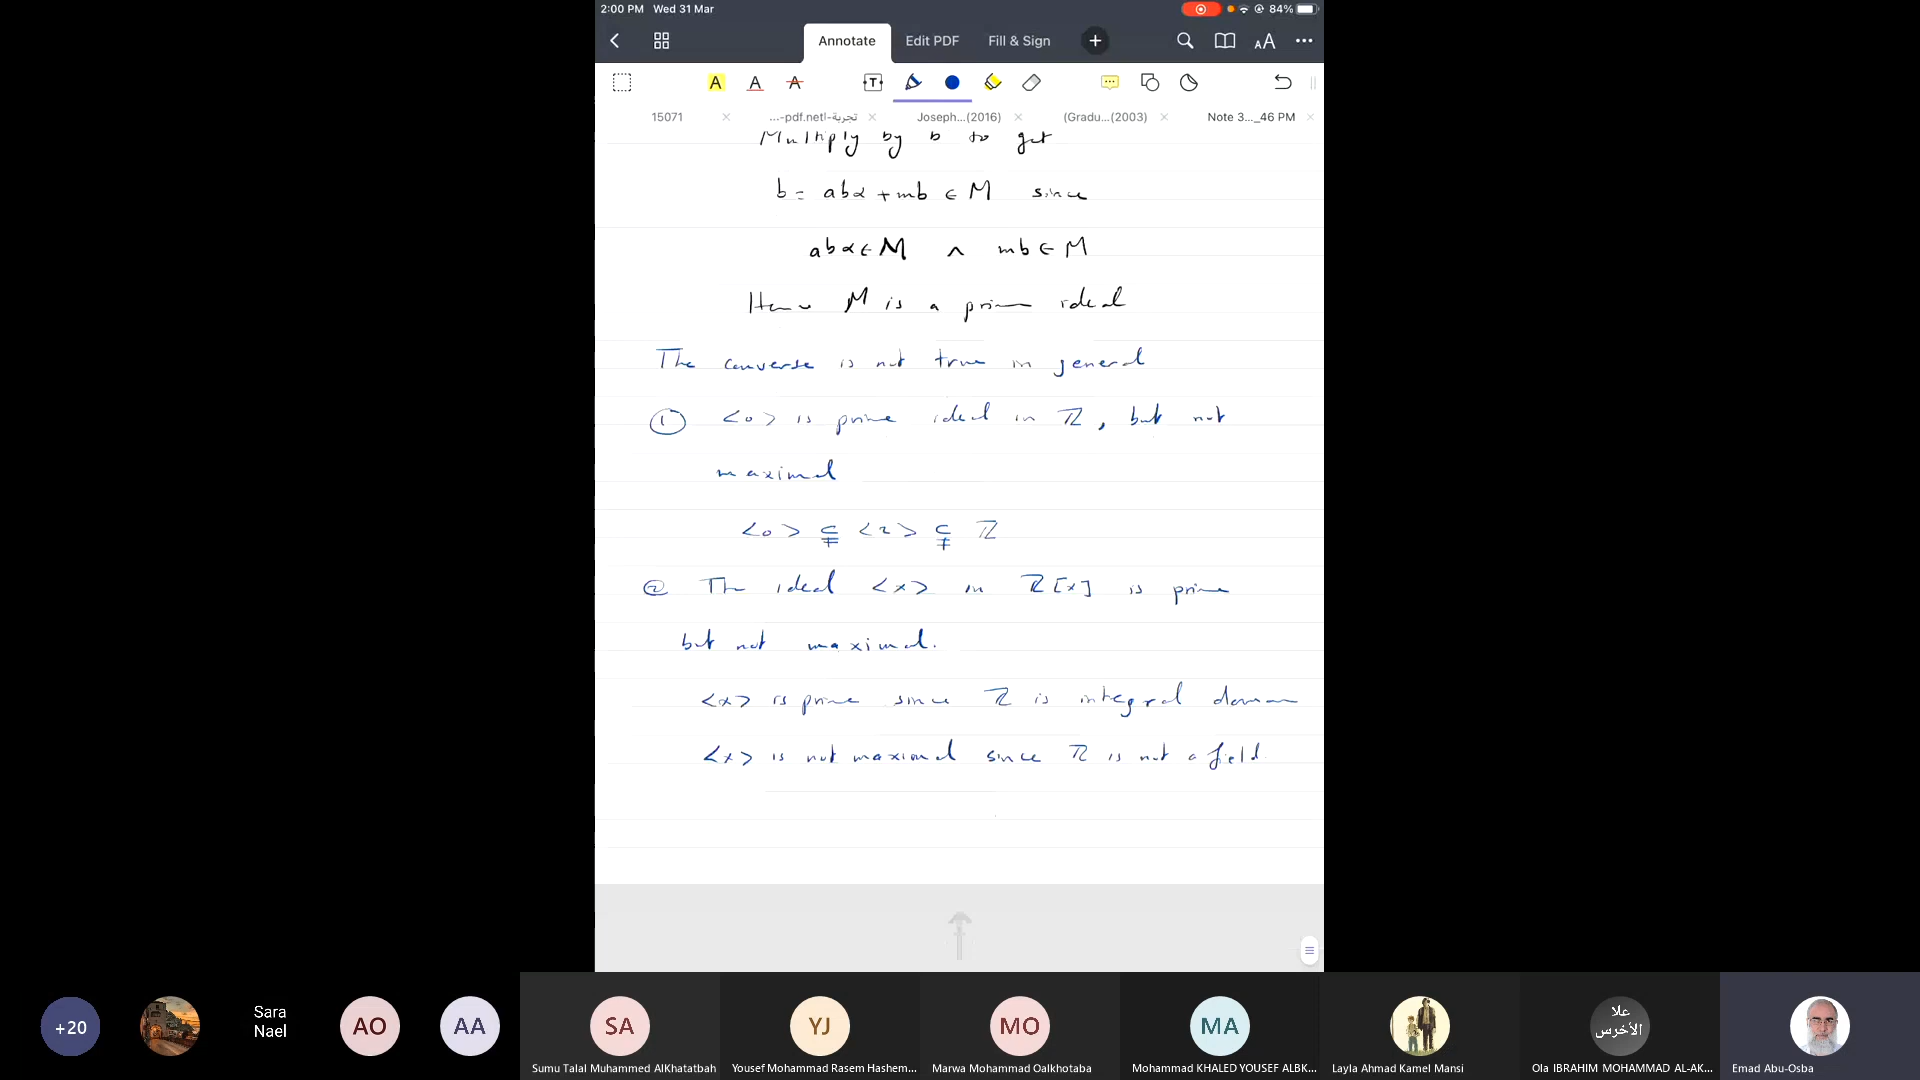 2:00 PM Wed 31 Mar
84%
Annotate Edit PDF Fill & Sign
15071 ...-pdf.net-تجربة Joseph...(2016) (Gradu...(2003) Note 3..._46 PM
Multiply by b to get
b = abα + mb ∈ M since
abα ∈ M ∧ mb ∈ M
Hence M is a prime ideal
The converse is not true in general
① <0> is prime ideal in ℤ, but not
maximal
<0> ⊊ <2> ⊊ ℤ
② The ideal <x> in ℤ[x] is prime
but not maximal.
<x> is prime since ℤ is integral domain
<x> is not maximal since ℤ is not a field.
+20
Sara
Nael
AO
AA
SA
Sumu Talal Muhammed AlKhatatbah
YJ
Yousef Mohammad Rasem Hashem...
MO
Marwa Mohammad Oalkhotaba
MA
Mohammad KHALED YOUSEF ALBK...
Layla Ahmad Kamel Mansi
علا
الأخرس
Ola IBRAHIM MOHAMMAD AL-AK...
Emad Abu-Osba